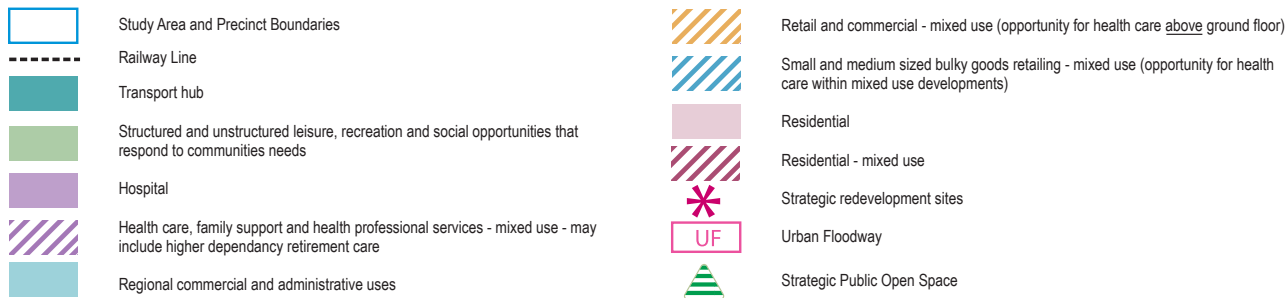 Study Area and Precinct Boundaries
Railway Line
Transport hub
Structured and unstructured leisure, recreation and social opportunities that
respond to communities needs
Hospital
Health care, family support and health professional services - mixed use - may
include higher dependancy retirement care
Regional commercial and administrative uses
Retail and commercial - mixed use (opportunity for health care above ground floor)
Small and medium sized bulky goods retailing - mixed use (opportunity for health
care within mixed use developments)
Residential
Residential - mixed use
Strategic redevelopment sites
UF Urban Floodway
Strategic Public Open Space